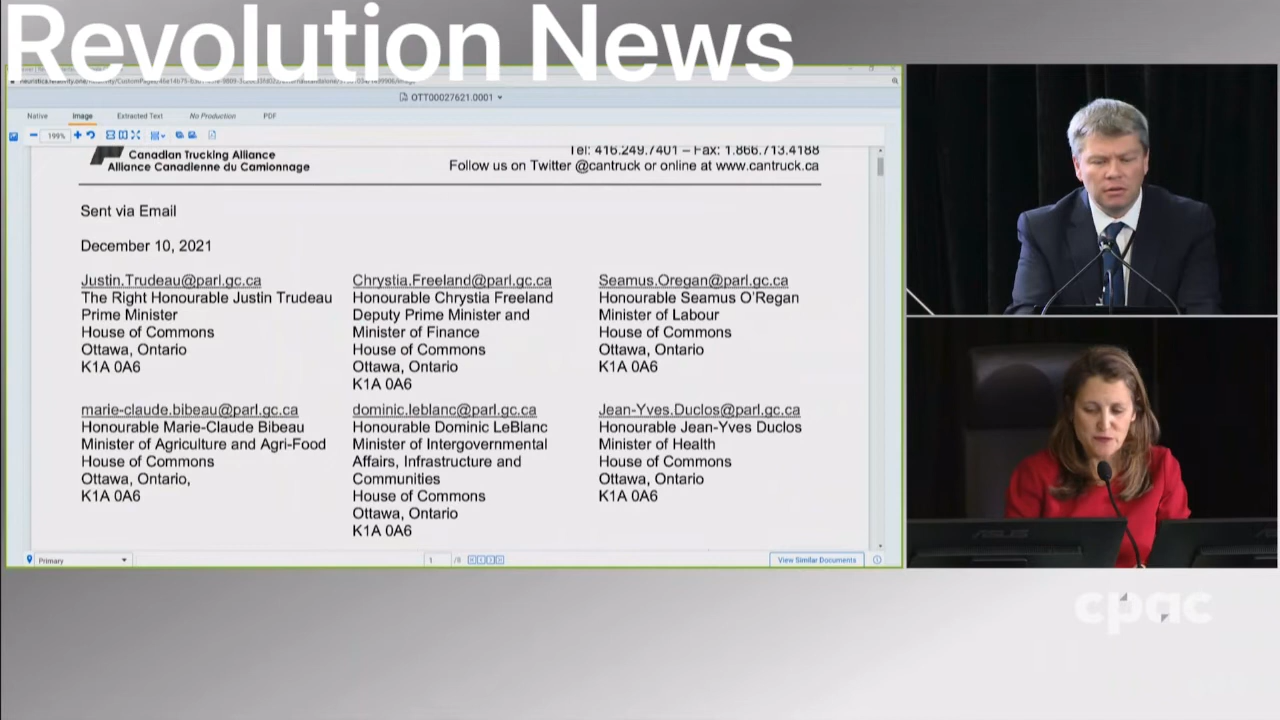 Revolution News
OTT00027621.0001
Native
Image
Extracted Text
No Production
PDF
199%
Canadian Trucking Alliance
Alliance Canadienne du Camionnage
Tel: 416.249.7401 – Fax: 1.866.713.4188
Follow us on Twitter @cantruck or online at www.cantruck.ca
Sent via Email
December 10, 2021
Justin.Trudeau@parl.gc.ca
The Right Honourable Justin Trudeau
Prime Minister
House of Commons
Ottawa, Ontario
K1A 0A6
Chrystia.Freeland@parl.gc.ca
Honourable Chrystia Freeland
Deputy Prime Minister and
Minister of Finance
House of Commons
Ottawa, Ontario
K1A 0A6
Seamus.Oregan@parl.gc.ca
Honourable Seamus O'Regan
Minister of Labour
House of Commons
Ottawa, Ontario
K1A 0A6
marie-claude.bibeau@parl.gc.ca
Honourable Marie-Claude Bibeau
Minister of Agriculture and Agri-Food
House of Commons
Ottawa, Ontario,
K1A 0A6
dominic.leblanc@parl.gc.ca
Honourable Dominic LeBlanc
Minister of Intergovernmental
Affairs, Infrastructure and
Communities
House of Commons
Ottawa, Ontario
K1A 0A6
Jean-Yves.Duclos@parl.gc.ca
Honourable Jean-Yves Duclos
Minister of Health
House of Commons
Ottawa, Ontario
K1A 0A6
Primary
1
/8
View Similar Documents
ASUS
cpac